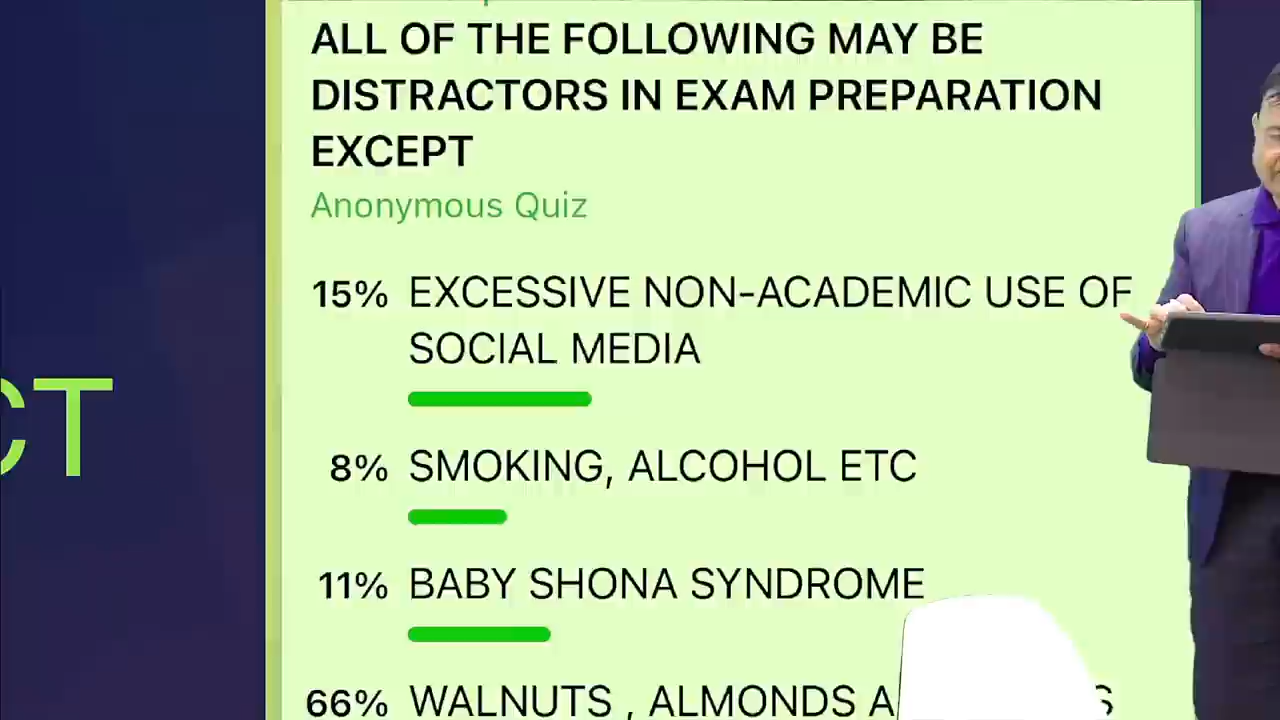 ALL OF THE FOLLOWING MAY BE
DISTRACTORS IN EXAM PREPARATION
EXCEPT
Anonymous Quiz
15% EXCESSIVE NON-ACADEMIC USE OF
SOCIAL MEDIA
CT
8% SMOKING, ALCOHOL ETC
11% BABY SHONA SYNDROME
66% WALNUTS , ALMONDS